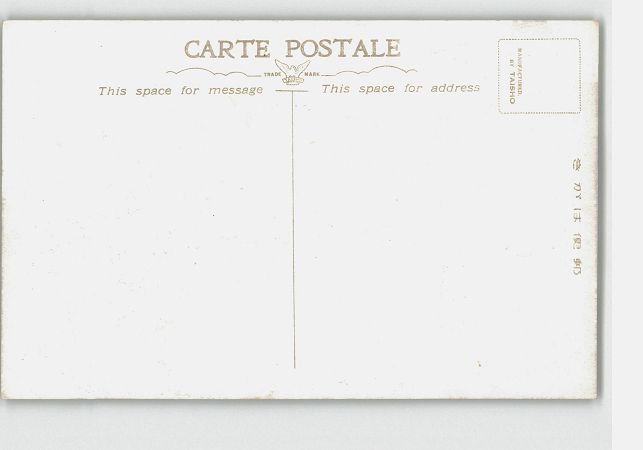 CARTE POSTALE
TRADE MARK
This space for message
This space for address
MANUFACTURED.
BY TAISHO
きがは便郵